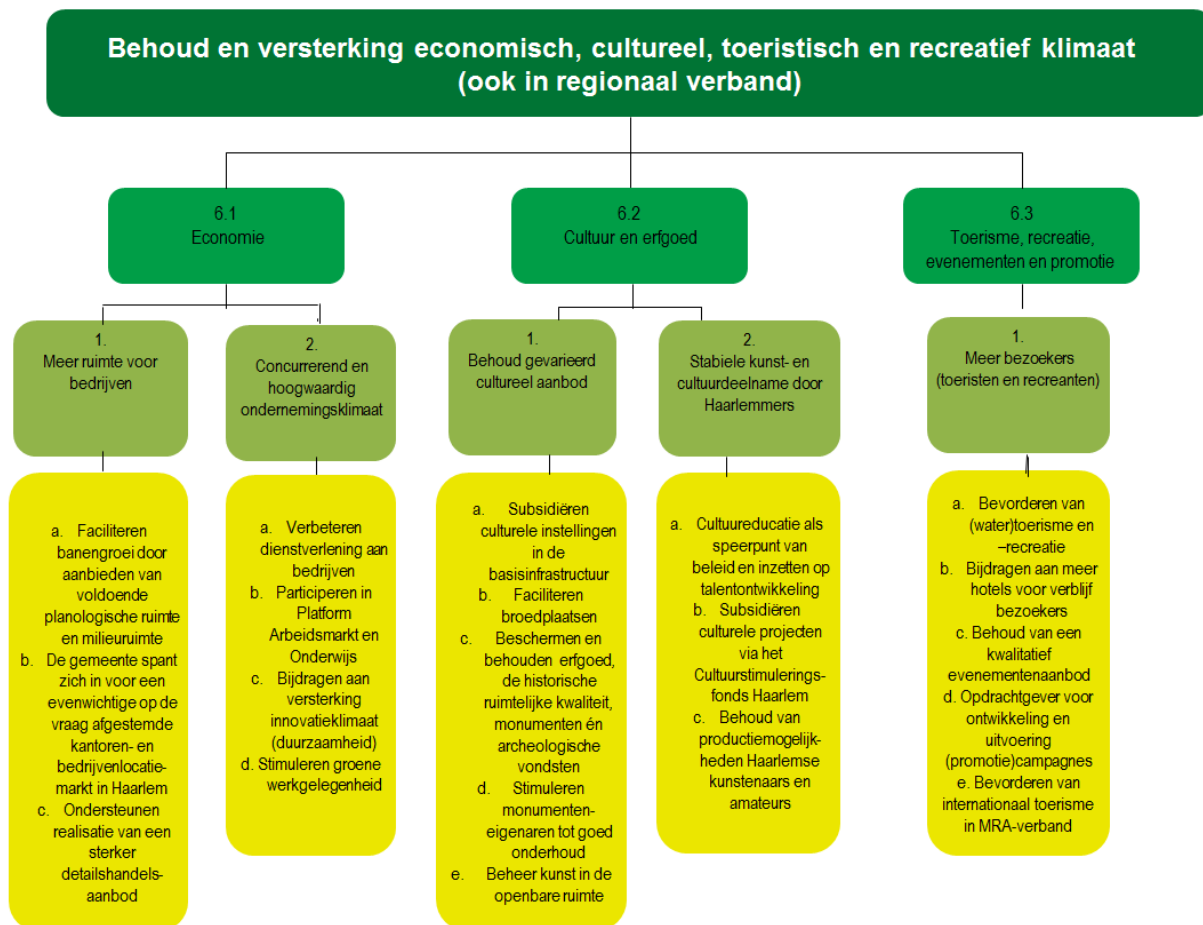 Behoud en versterking economisch, cultureel, toeristisch en recreatief klimaat
(ook in regionaal verband)
6.1
Economie
6.2
Cultuur en erfgoed
6.3
Toerisme, recreatie,
evenementen en promotie
1.
Meer ruimte voor
bedrijven
2.
Concurrerend en
hoogwaardig
ondernemingsklimaat
1.
Behoud gevarieerd
cultureel aanbod
2.
Stabiele kunst- en
cultuurdeelname door
Haarlemmers
1.
Meer bezoekers
(toeristen en recreanten)
a. Faciliteren
banengroei door
aanbieden van
voldoende
planologische ruimte
en milieuruimte
b. De gemeente spant
zich in voor een
evenwichtige op de
vraag afgestemde
kantoren- en
bedrijvenlocatie-
markt in Haarlem
c. Ondersteunen
realisatie van een
sterker
detailshandels-
aanbod
a. Verbeteren
dienstverlening aan
bedrijven
b. Participeren in
Platform
Arbeidsmarkt en
Onderwijs
c. Bijdragen aan
versterking
innovatieklimaat
(duurzaamheid)
d. Stimuleren groene
werkgelegenheid
a. Subsidiëren
culturele instellingen
in de
basisinfrastructuur
b. Faciliteren
broedplaatsen
c. Beschermen en
behouden erfgoed,
de historische
ruimtelijke kwaliteit,
monumenten én
archeologische
vondsten
d. Stimuleren
monumenten-
eigenaren tot goed
onderhoud
e. Beheer kunst in de
openbare ruimte
a. Cultuureducatie als
speerpunt van
beleid en inzetten op
talentontwikkeling
b. Subsidiëren
culturele projecten
via het
Cultuurstimulerings-
fonds Haarlem
c. Behoud van
productiemogelijk-
heden Haarlemse
kunstenaars en
amateurs
a. Bevorderen van
(water)toerisme en
–recreatie
b. Bijdragen aan meer
hotels voor verblijf
bezoekers
c. Behoud van een
kwalitatief
evenementenaanbod
d. Opdrachtgever voor
ontwikkeling en
uitvoering
(promotie)campagnes
e. Bevorderen van
internationaal toerisme
in MRA-verband